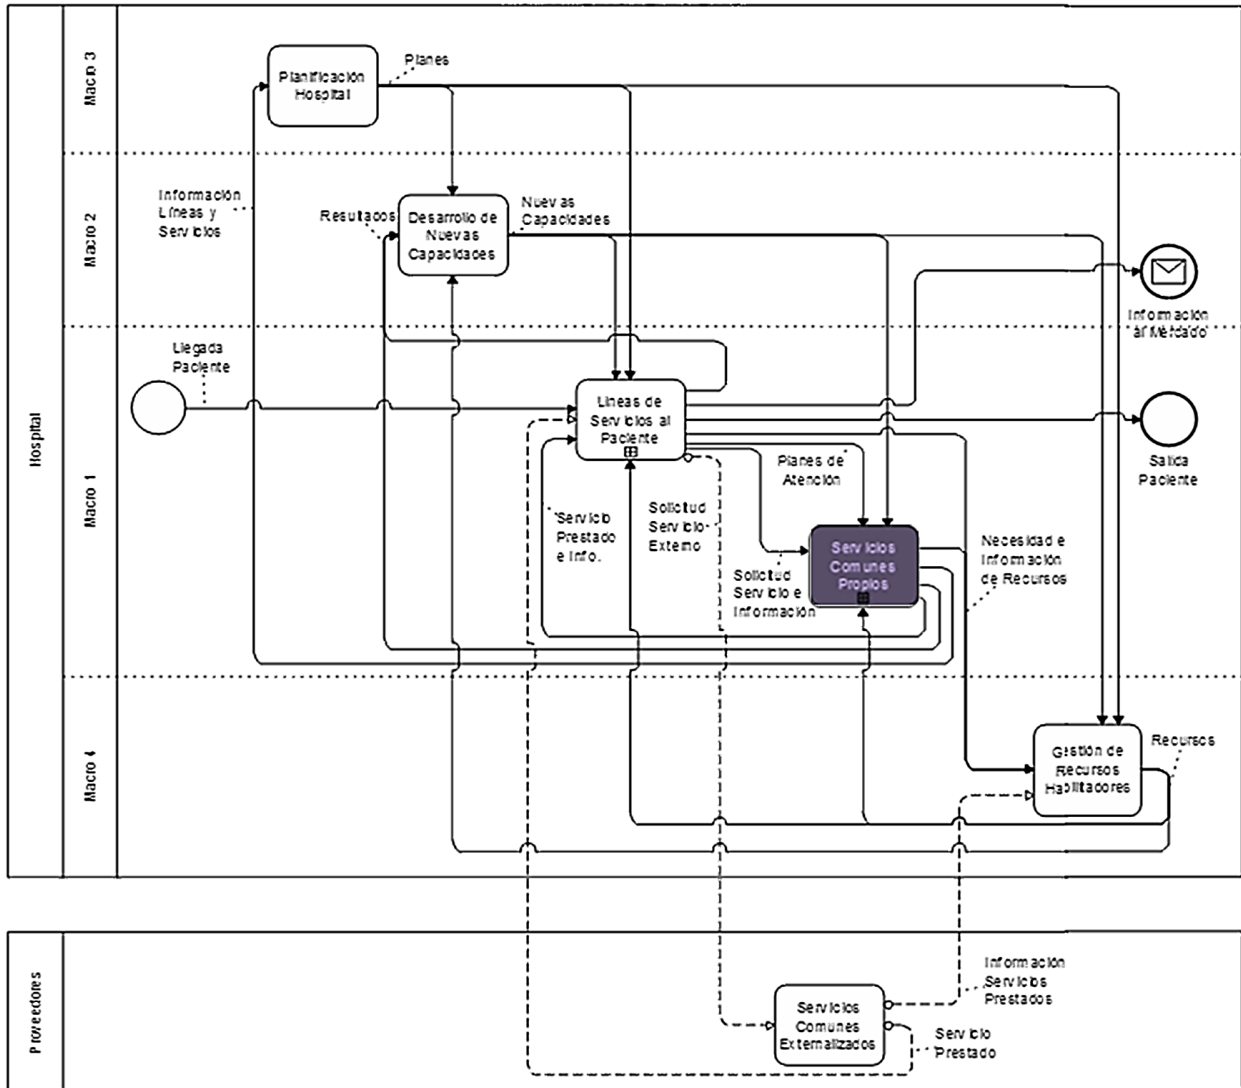 Hospital
Macro 3
Planificación
Hospital
Planes
Macro 2
Información
Líneas y
Servicios
Resultados
Desarrollo de
Nuevas
Capacidades
Nuevas
Capacidades
Información
al Mercado
Macro 1
Llegada
Paciente
Líneas de
Servicios al
Paciente
Salida
Paciente
Planes de
Atención
Servicio
Prestado
e Info.
Solicitud
Servicio
Externo
Solicitud
Servicio e
Información
Servicios
Comunes
Propios
Necesidad e
Información
de Recursos
Macro 4
Gestión de
Recursos
Habilitadores
Recursos
Proveedores
Servicios
Comunes
Externalizados
Información
Servicios
Prestados
Servicio
Prestado